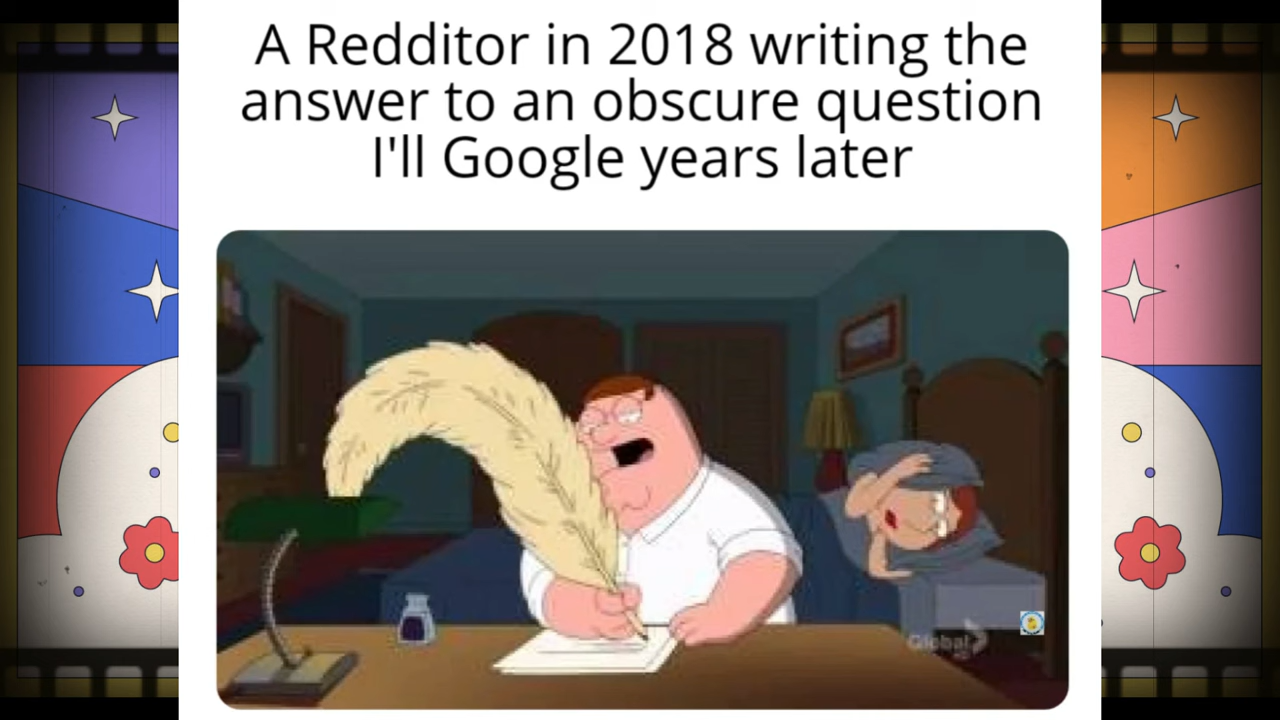 A Redditor in 2018 writing the
answer to an obscure question
I'll Google years later
Global